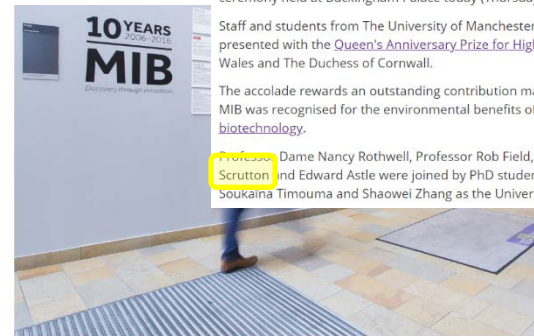 10 YEARS
2006-2016
MIB
Discovery through innovation
ceremony held at Buckingham Palace today (Thursday
Staff and students from The University of Manchester
presented with the Queen's Anniversary Prize for High
Wales and The Duchess of Cornwall.
The accolade rewards an outstanding contribution ma
MIB was recognised for the environmental benefits of
biotechnology.
Professor Dame Nancy Rothwell, Professor Rob Field,
Scrutton and Edward Astle were joined by PhD studen
Soukaina Timouma and Shaowei Zhang as the Univer